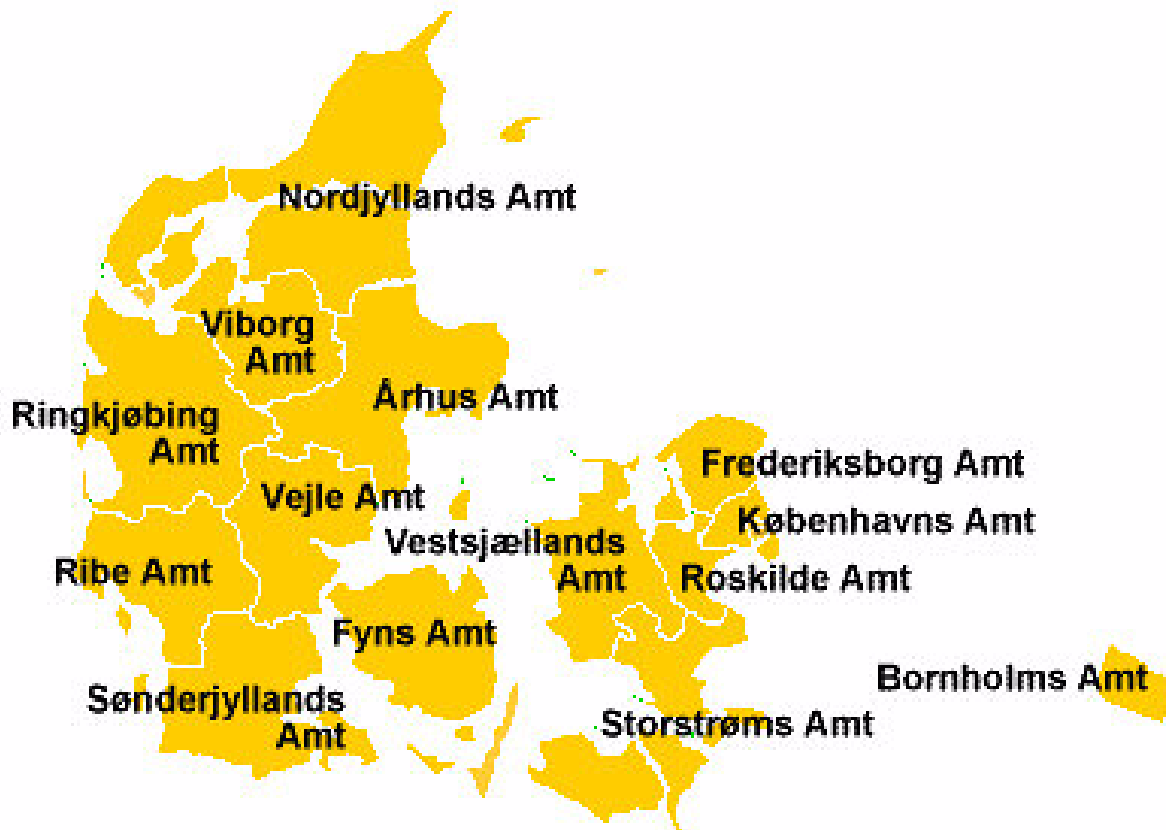 Nordjyllands Amt
Viborg
Amt
Århus Amt
Ringkjøbing
Amt
Frederiksborg Amt
Vejle Amt
Københavns Amt
Vestsjællands
Amt
Ribe Amt
Roskilde Amt
Fyns Amt
Bornholms Amt
Sønderjyllands
Amt
Storstrøms Amt